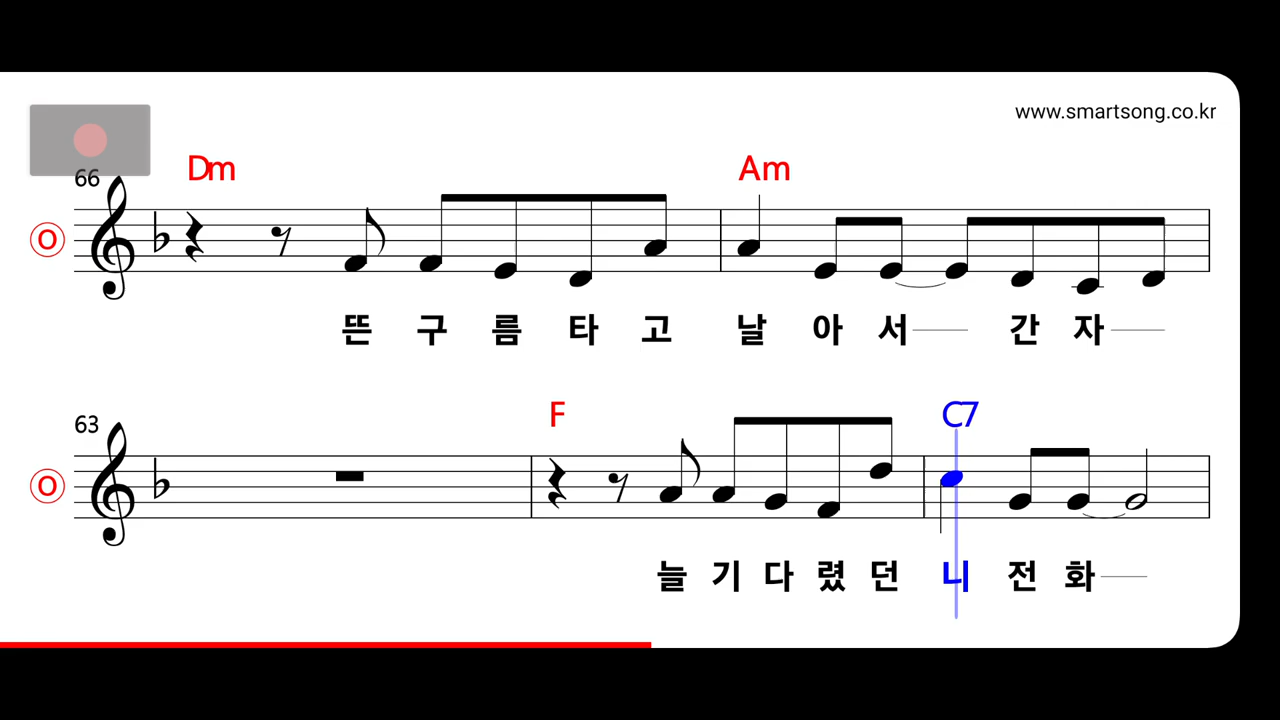 www.smartsong.co.kr
66
Dm Am
O
뜬 구 름 타 고 날 아 서 간 자
63
F C7
O
늘 기 다 렸 던 니 전 화